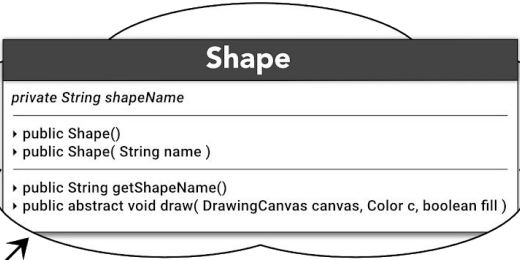 Shape
private String shapeName
public Shape()
public Shape( String name )
public String getShapeName()
public abstract void draw( DrawingCanvas canvas, Color c, boolean fill )